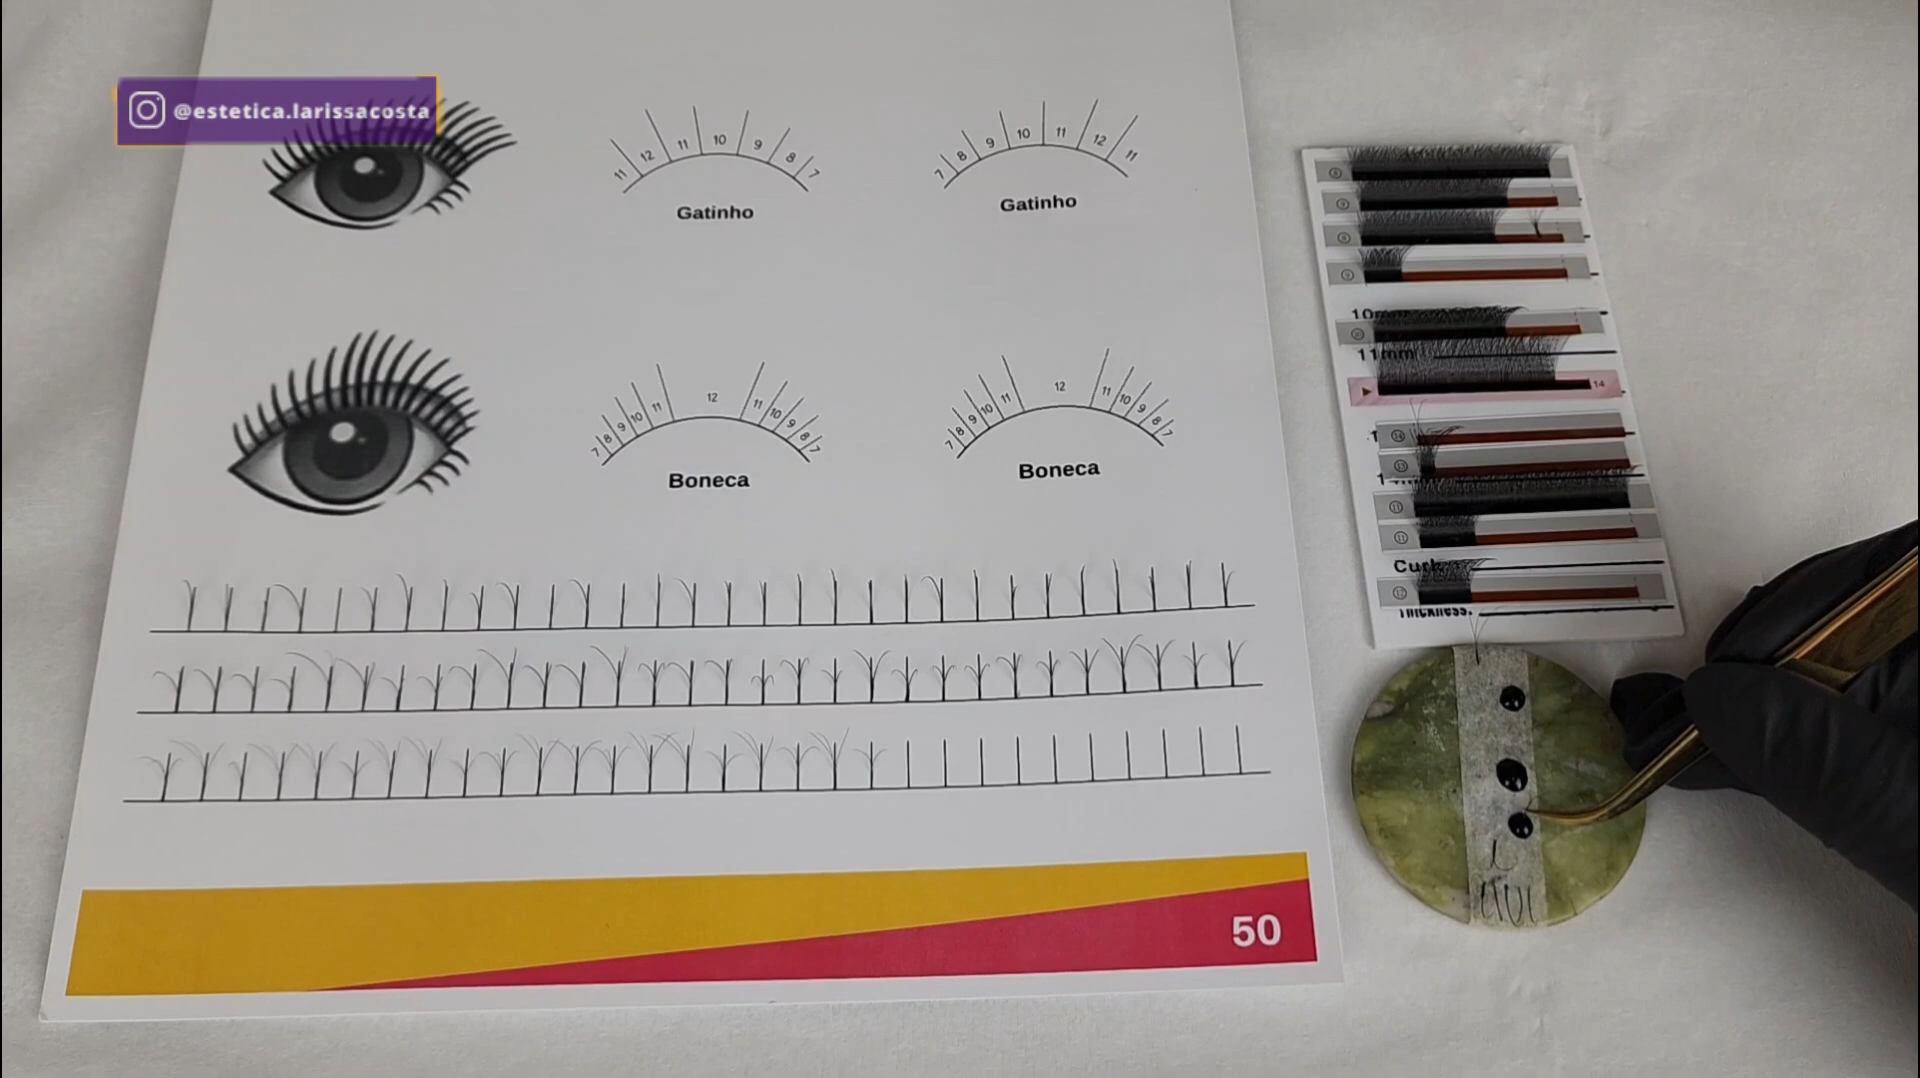 @estetica.larissacosta
11 12 11 10 9 8 7
Gatinho
7 8 9 10 11 12 11
Gatinho
7 8 9 10 11 12 11 10 9 8 7
Boneca
7 8 9 10 11 12 11 10 9 8 7
Boneca
50
11mm
14
Thickness: